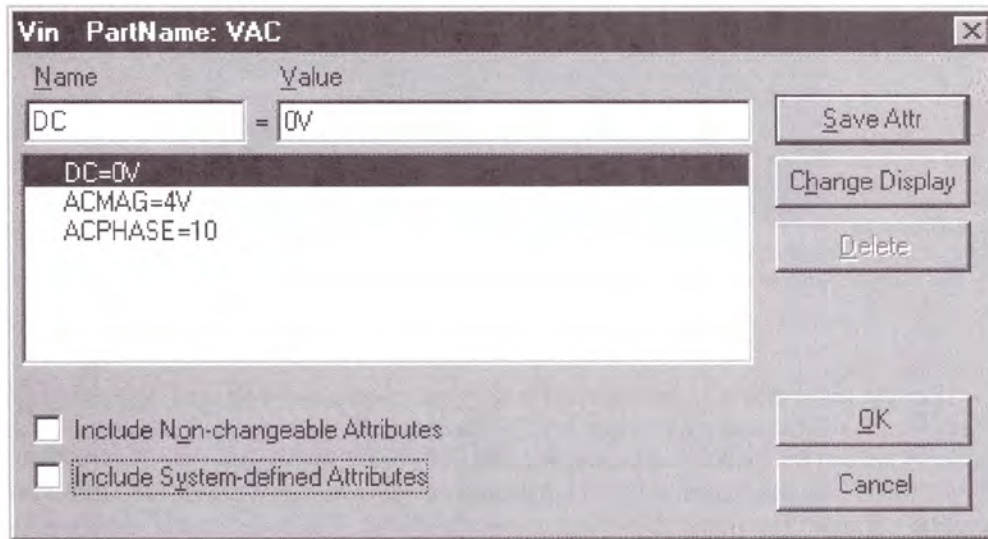 Vin PartName: VAC
Name Value
DC = 0V
Save Attr
DC=0V
ACMAG=4V
ACPHASE=10
Change Display
Delete
Include Non-changeable Attributes
Include System-defined Attributes
OK
Cancel